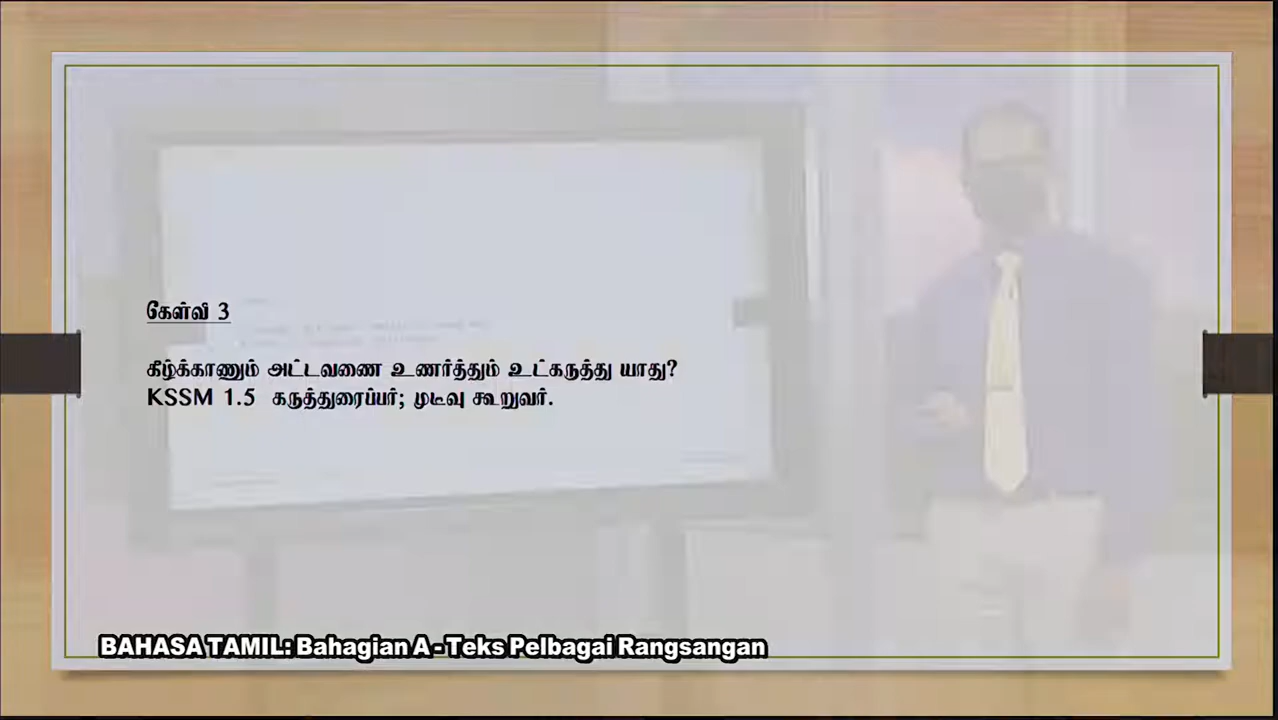 கேள்வி 3
கீழ்க்காணும் அட்டவணை உணர்த்தும் உட்கருத்து யாது?
KSSM 1.5 கருத்துரைப்பர்; முடிவு கூறுவர்.
BAHASA TAMIL: Bahagian A - Teks Pelbagai Rangsangan